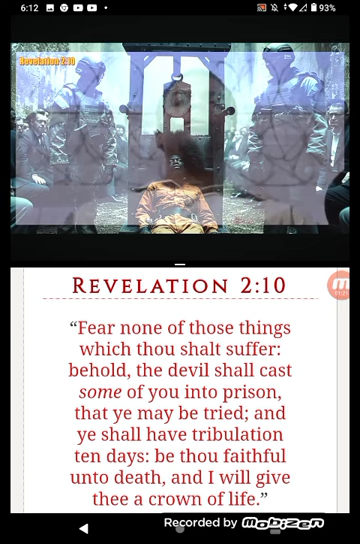 6:12
93%
Revelation 2:10
REVELATION 2:10
“Fear none of those things
which thou shalt suffer:
behold, the devil shall cast
some of you into prison,
that ye may be tried; and
ye shall have tribulation
ten days: be thou faithful
unto death, and I will give
thee a crown of life.”
Recorded by mobizen